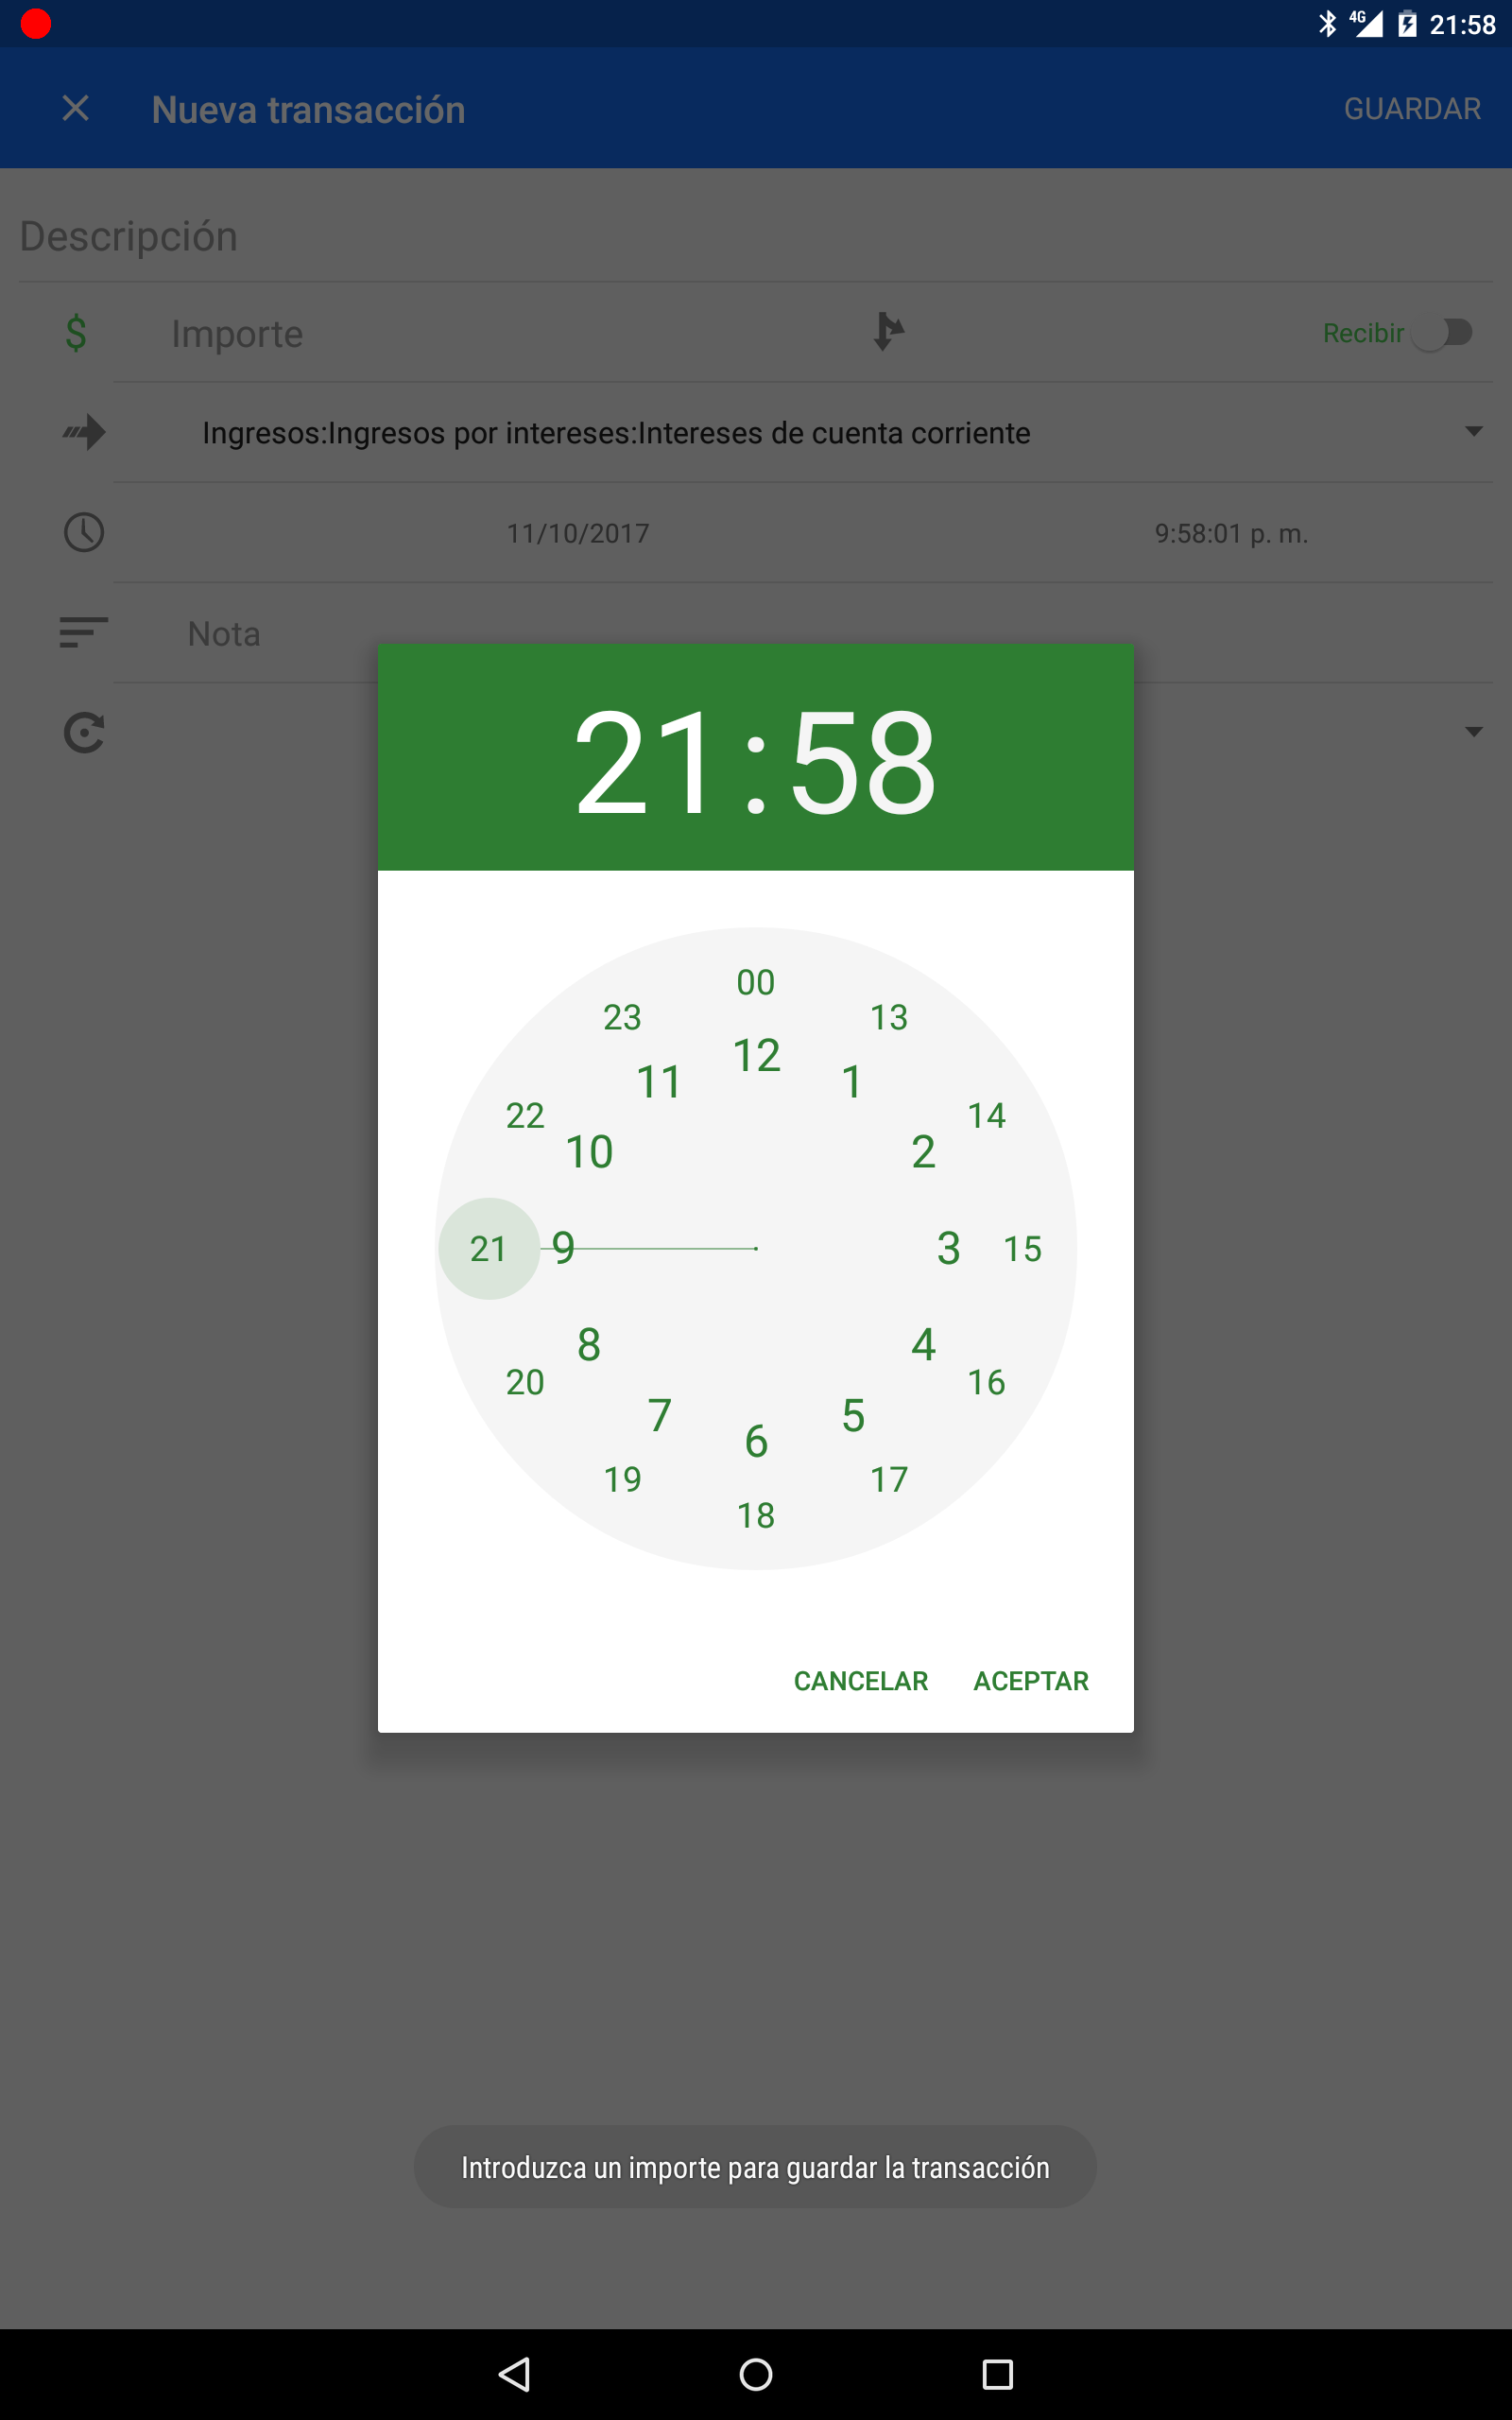 4G 21:58
Nueva transacción GUARDAR
Descripción
$ Importe Recibir
Ingresos:Ingresos por intereses:Intereses de cuenta corriente
11/10/2017 9:58:01 p. m.
Nota
21:58
00
23 13
12
11 1
22 14
10 2
21 9 3 15
8 4
20 16
7 5
6
19 17
18
CANCELAR ACEPTAR
Introduzca un importe para guardar la transacción